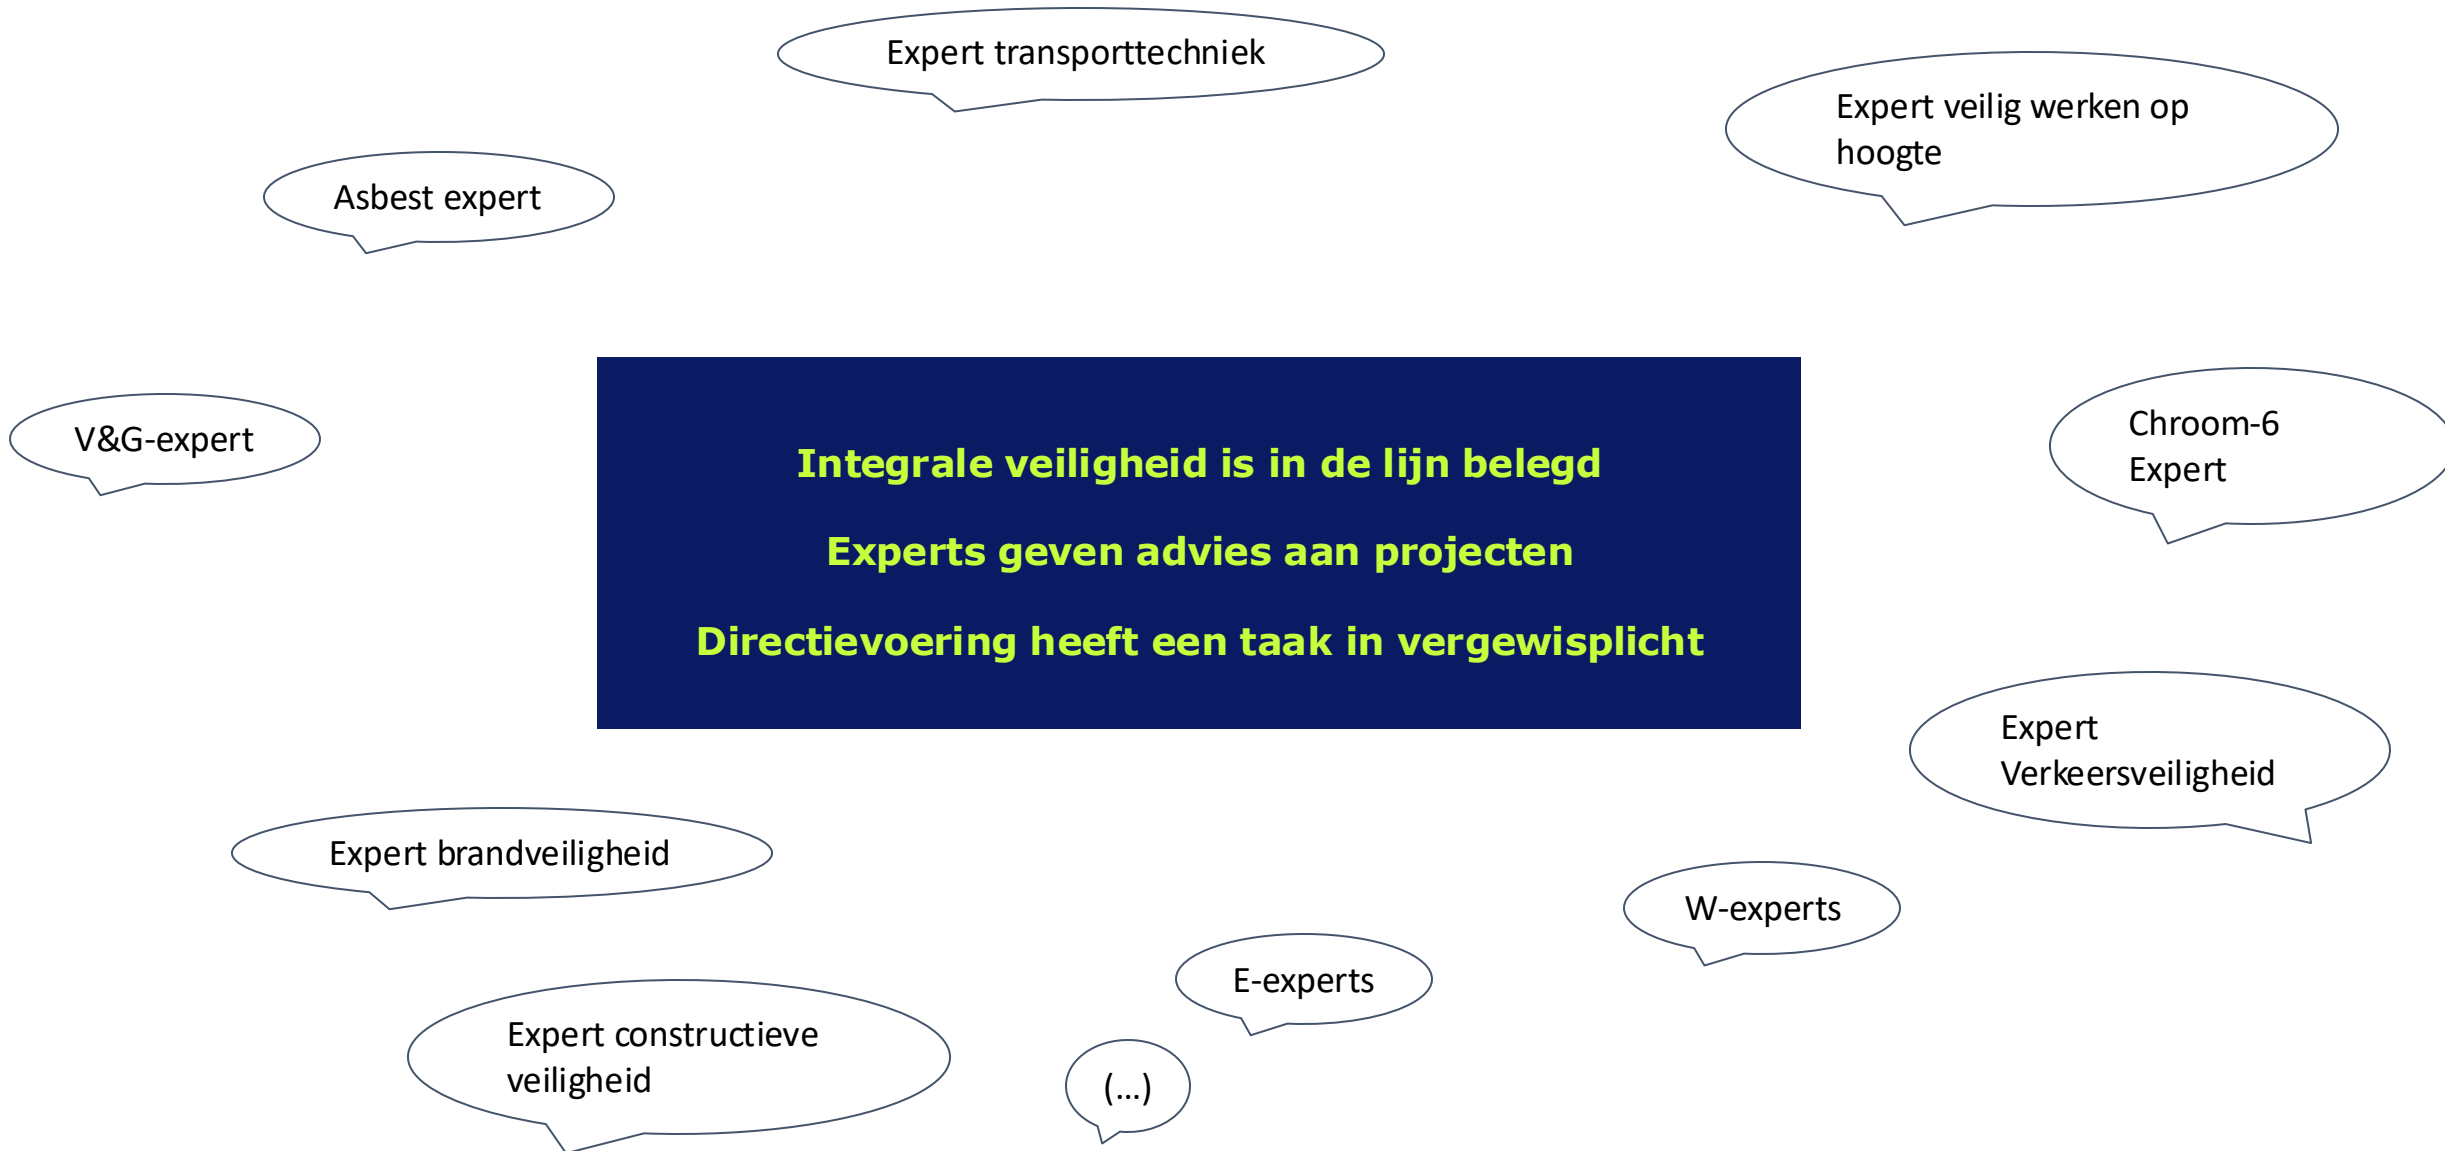 Expert transporttechniek
Expert veilig werken op
hoogte
Asbest expert
V&G-expert
Chroom-6
Expert
Integrale veiligheid is in de lijn belegd
Experts geven advies aan projecten
Directievoering heeft een taak in vergewisplicht
Expert
Verkeersveiligheid
Expert brandveiligheid
W-experts
E-experts
Expert constructieve
veiligheid
(...)